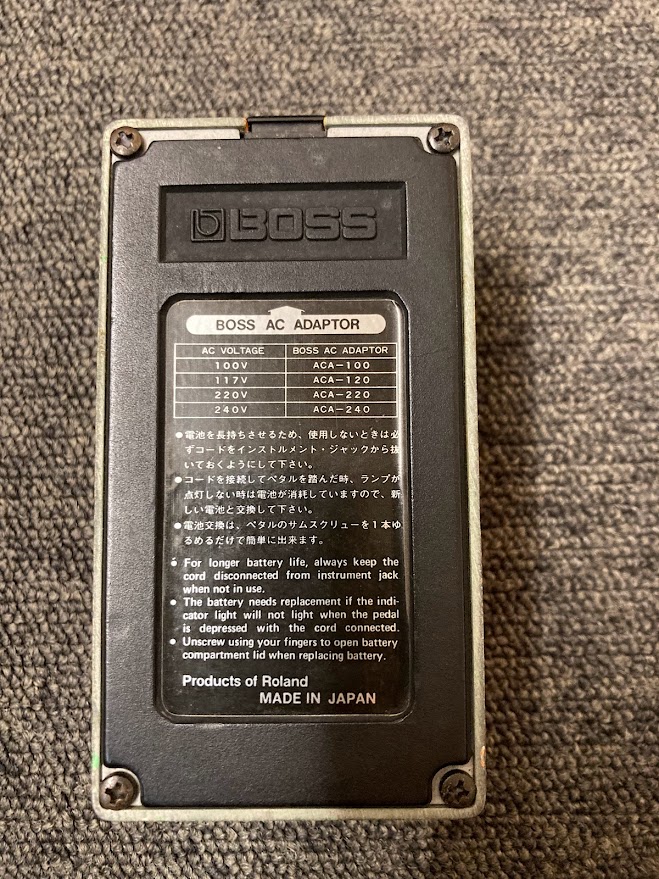 BOSS
BOSS AC ADAPTOR
AC VOLTAGE BOSS AC ADAPTOR
100V ACA-100
117V ACA-120
220V ACA-220
240V ACA-240
●電池を長持ちさせるため、使用しないときは必
ずコードをインストルメント・ジャックから抜
いておくようにして下さい。
●コードを接続してペタルを踏んだ時、ランプが
点灯しない時は電池が消耗していますので、新
しい電池と交換して下さい。
●電池交換は、ペタルのサムスクリューを1本ゆ
るめるだけで簡単に出来ます。
● For longer battery life, always keep the
cord disconnected from instrument jack
when not in use.
● The battery needs replacement if the indi-
cator light will not light when the pedal
is depressed with the cord connected.
● Unscrew using your fingers to open battery
compartment lid when replacing battery.
Products of Roland
MADE IN JAPAN